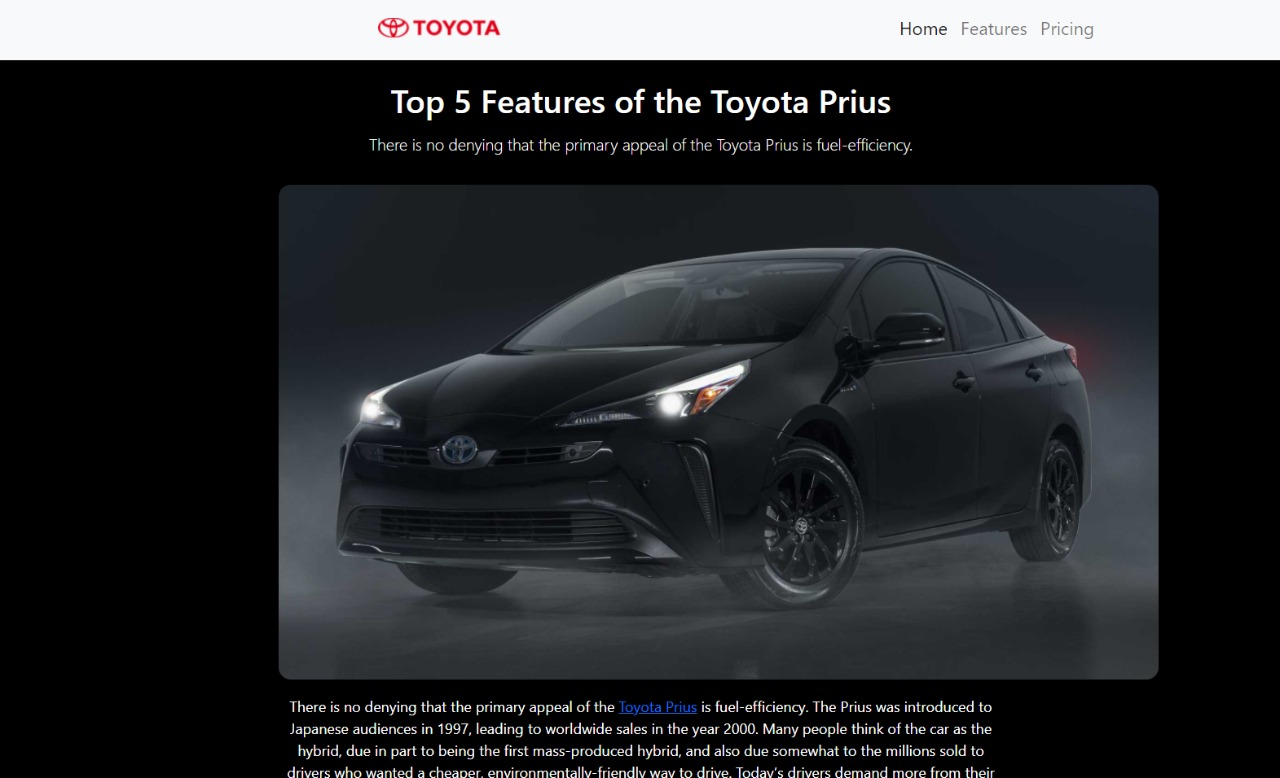 TOYOTA
Home Features Pricing
Top 5 Features of the Toyota Prius
There is no denying that the primary appeal of the Toyota Prius is fuel-efficiency.
There is no denying that the primary appeal of the Toyota Prius is fuel-efficiency. The Prius was introduced to
Japanese audiences in 1997, leading to worldwide sales in the year 2000. Many people think of the car as the
hybrid, due in part to being the first mass-produced hybrid, and also due somewhat to the millions sold to
drivers who wanted a cheaper, environmentally-friendly way to drive. Today's drivers demand more from their